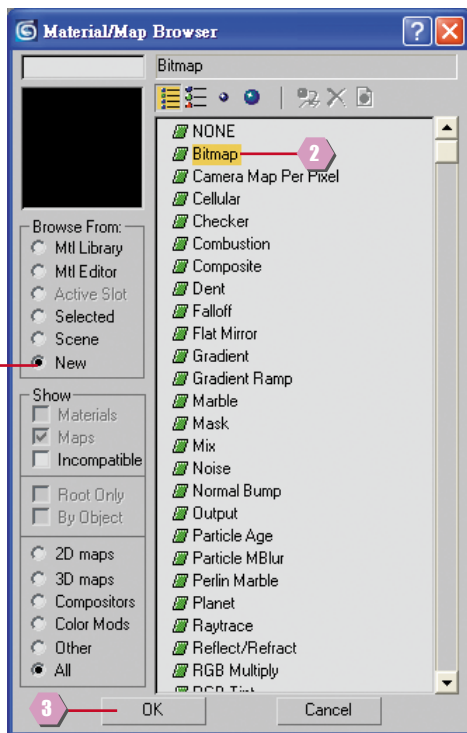 Material/Map Browser
Bitmap
NONE
Bitmap
2
Camera Map Per Pixel
Cellular
Checker
Combustion
Composite
Dent
Falloff
Flat Mirror
Gradient
Gradient Ramp
Marble
Mask
Mix
Noise
Normal Bump
Output
Particle Age
Particle MBlur
Perlin Marble
Planet
Raytrace
Reflect/Refract
RGB Multiply
RGB Tint
Browse From:
Mtl Library
Mtl Editor
Active Slot
Selected
Scene
New
Show
Materials
Maps
Incompatible
Root Only
By Object
2D maps
3D maps
Compositors
Color Mods
Other
All
3
OK
Cancel